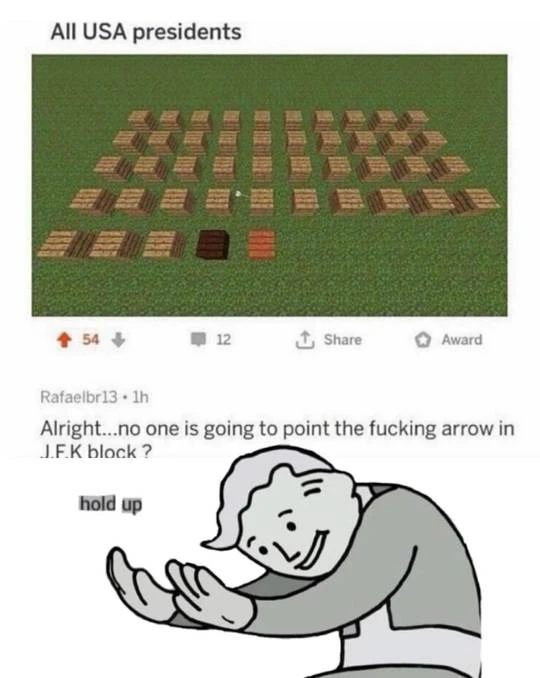 All USA presidents
54
12
Share
Award
Rafaelbr13 • 1h
Alright...no one is going to point the fucking arrow in
J.F.K block ?
hold up